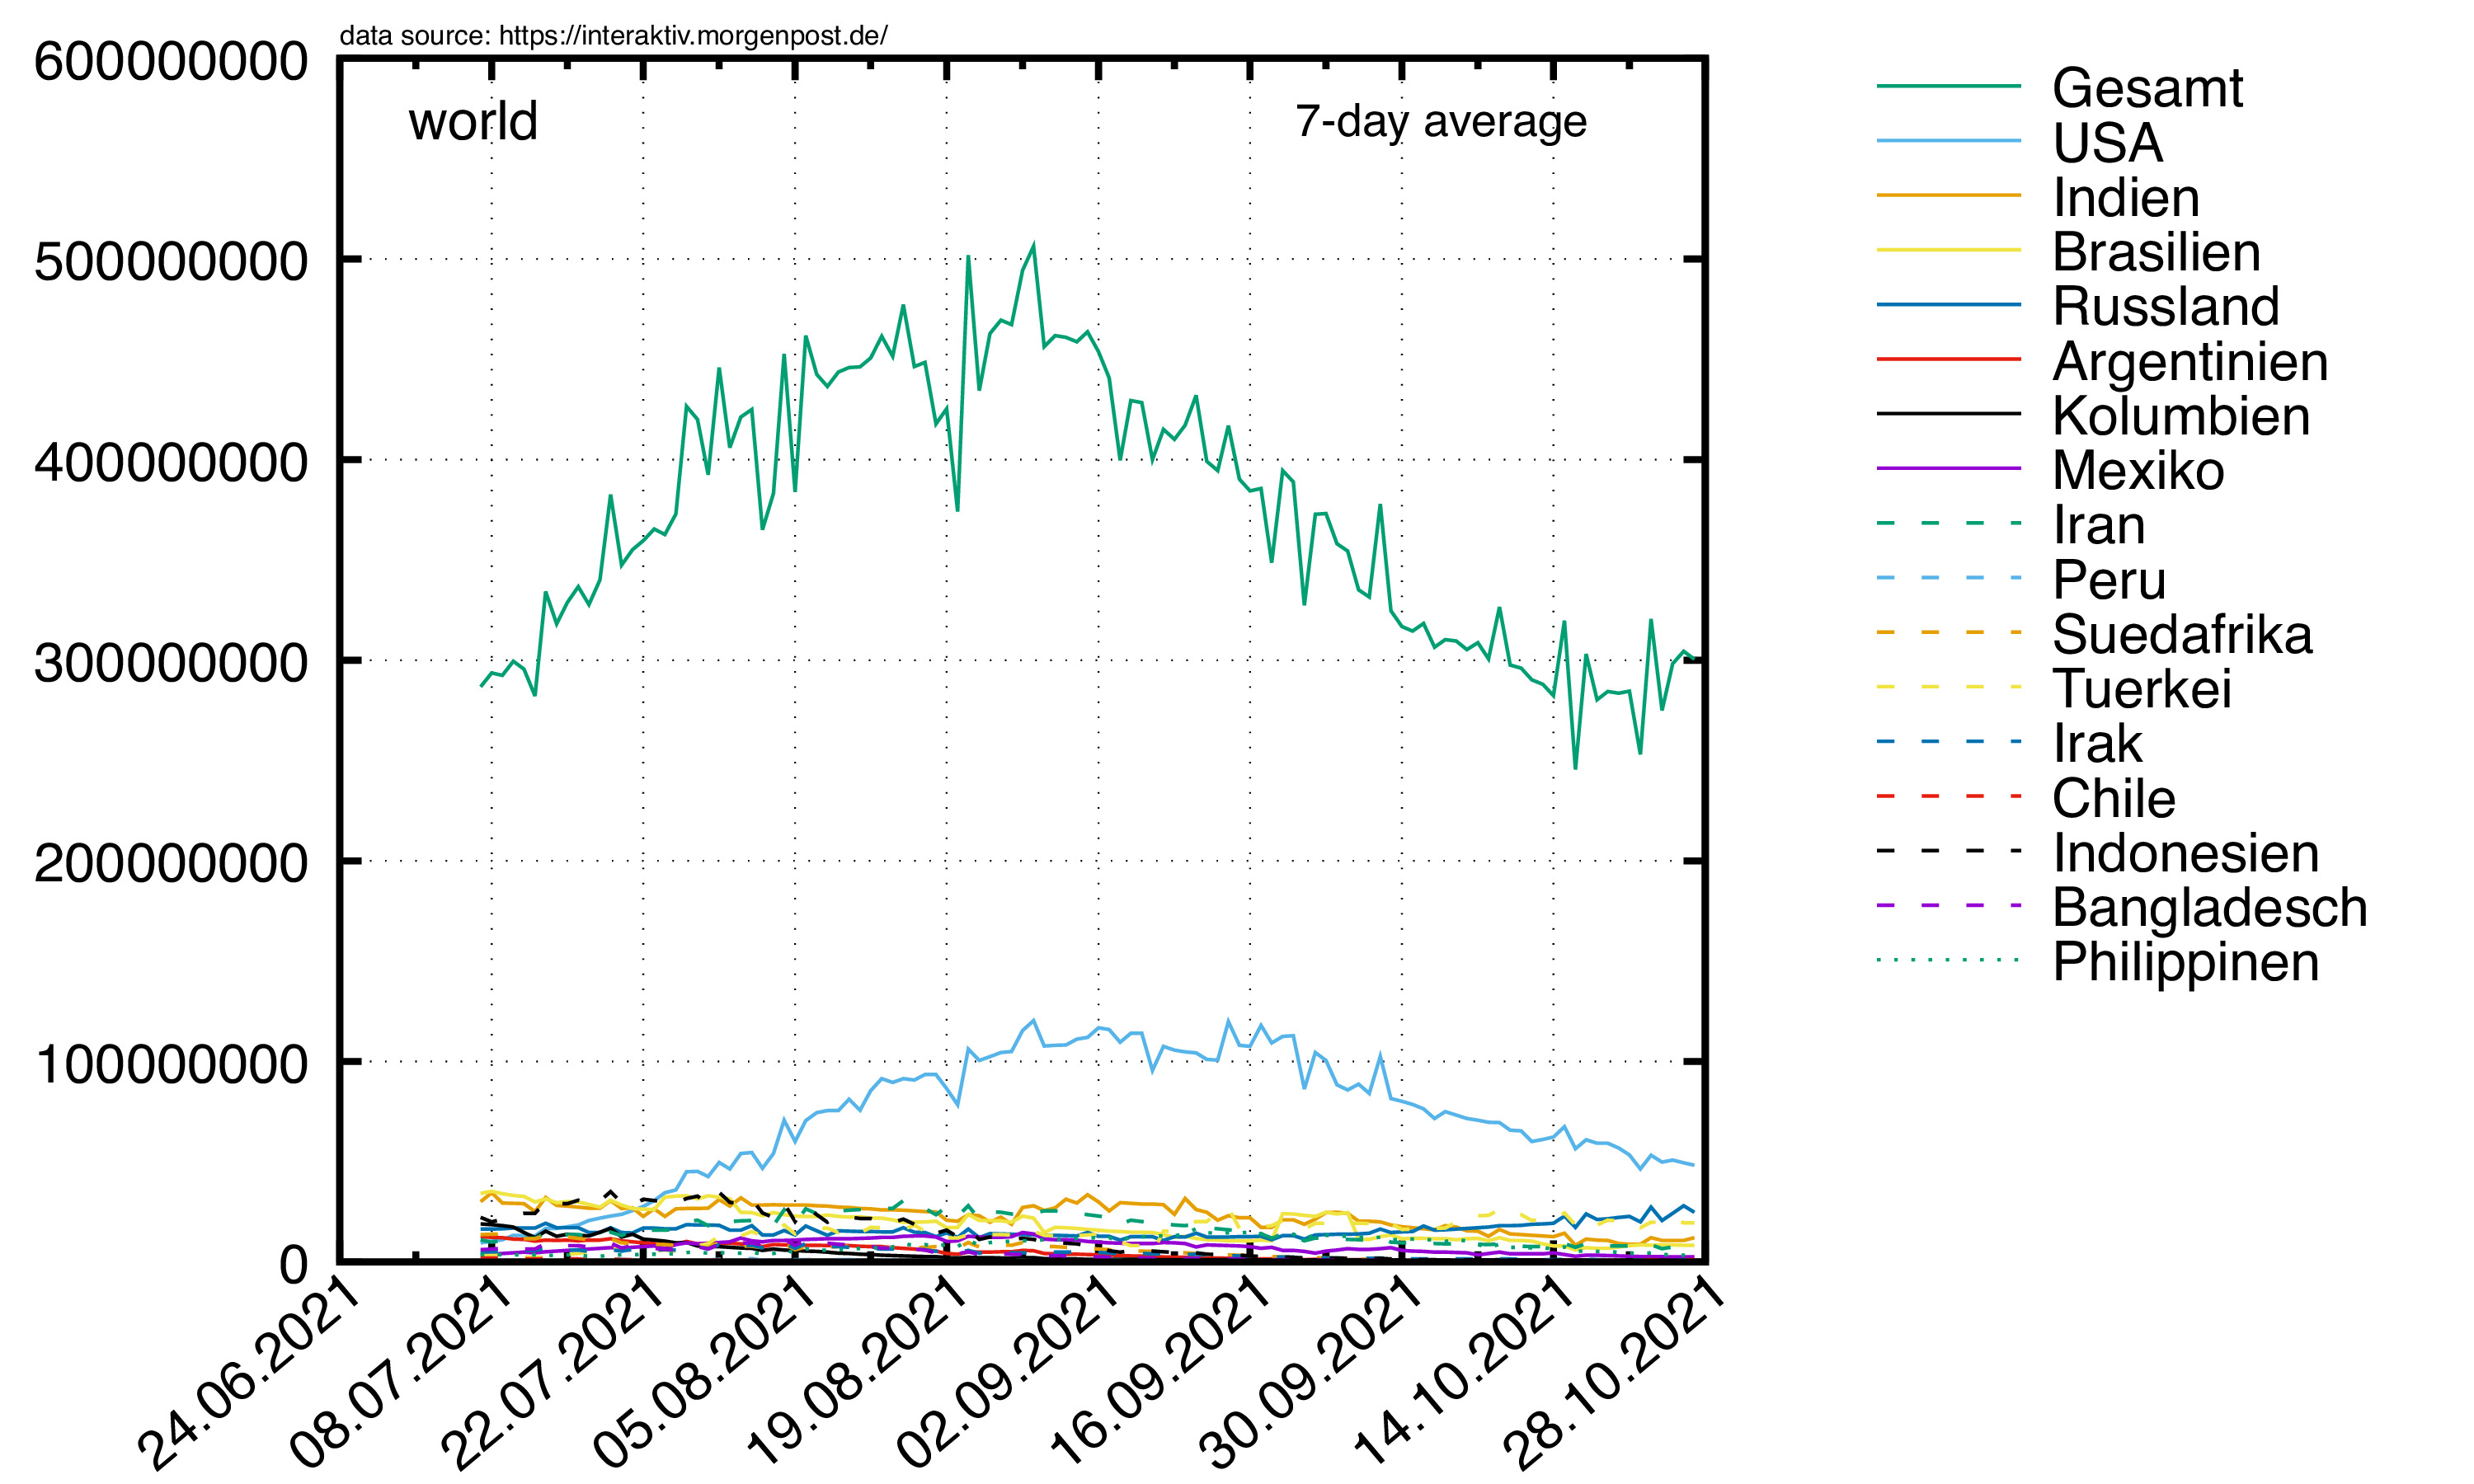 data source: https://interaktiv.morgenpost.de/
600000000
500000000
400000000
300000000
200000000
100000000
0
world
7-day average
24.06.2021
08.07.2021
22.07.2021
05.08.2021
19.08.2021
02.09.2021
16.09.2021
30.09.2021
14.10.2021
28.10.2021
Gesamt
USA
Indien
Brasilien
Russland
Argentinien
Kolumbien
Mexiko
Iran
Peru
Suedafrika
Tuerkei
Irak
Chile
Indonesien
Bangladesch
Philippinen